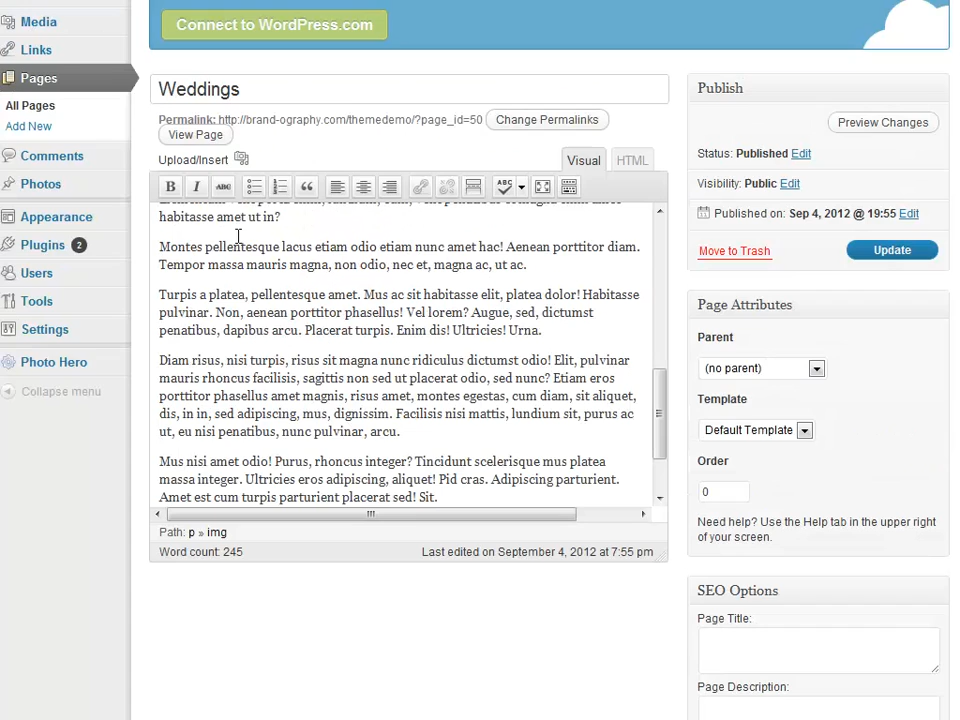 Connect to WordPress.com
Media
Links
Pages
All Pages
Add New
Comments
Photos
Appearance
Plugins 2
Users
Tools
Settings
Photo Hero
Collapse menu
Weddings
Permalink: http://brand-ography.com/themedemo/?page_id=50 Change Permalinks
View Page
Upload/Insert
Visual HTML
B I ABC ABC
habitasse amet ut in?
Montes pellentesque lacus etiam odio etiam nunc amet hac! Aenean porttitor diam.
Tempor massa mauris magna, non odio, nec et, magna ac, ut ac.
Turpis a platea, pellentesque amet. Mus ac sit habitasse elit, platea dolor! Habitasse
pulvinar. Non, aenean porttitor phasellus! Vel lorem? Augue, sed, dictumst
penatibus, dapibus arcu. Placerat turpis. Enim dis! Ultricies! Urna.
Diam risus, nisi turpis, risus sit magna nunc ridiculus dictumst odio! Elit, pulvinar
mauris rhoncus facilisis, sagittis non sed ut placerat odio, sed nunc? Etiam eros
porttitor phasellus amet magnis, risus amet, montes egestas, cum diam, sit aliquet,
dis, in in, sed adipiscing, mus, dignissim. Facilisis nisi mattis, lundium sit, purus ac
ut, eu nisi penatibus, nunc pulvinar, arcu.
Mus nisi amet odio! Purus, rhoncus integer? Tincidunt scelerisque mus platea
massa integer. Ultricies eros adipiscing, aliquet! Pid cras. Adipiscing parturient.
Amet est cum turpis parturient placerat sed! Sit.
Path: p » img
Word count: 245 Last edited on September 4, 2012 at 7:55 pm
Publish
Preview Changes
Status: Published Edit
Visibility: Public Edit
Published on: Sep 4, 2012 @ 19:55 Edit
Move to Trash Update
Page Attributes
Parent
(no parent)
Template
Default Template
Order
0
Need help? Use the Help tab in the upper right
of your screen.
SEO Options
Page Title:
Page Description: